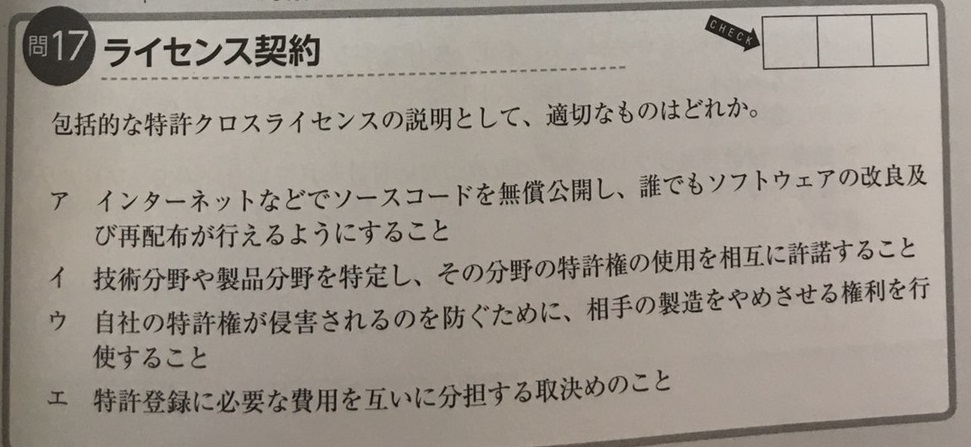 問17 ライセンス契約
CHECK
包括的な特許クロスライセンスの説明として、適切なものはどれか。
ア インターネットなどでソースコードを無償公開し、誰でもソフトウェアの改良及
び再配布が行えるようにすること
イ 技術分野や製品分野を特定し、その分野の特許権の使用を相互に許諾すること
ウ 自社の特許権が侵害されるのを防ぐために、相手の製造をやめさせる権利を行
使すること
エ 特許登録に必要な費用を互いに分担する取決めのこと